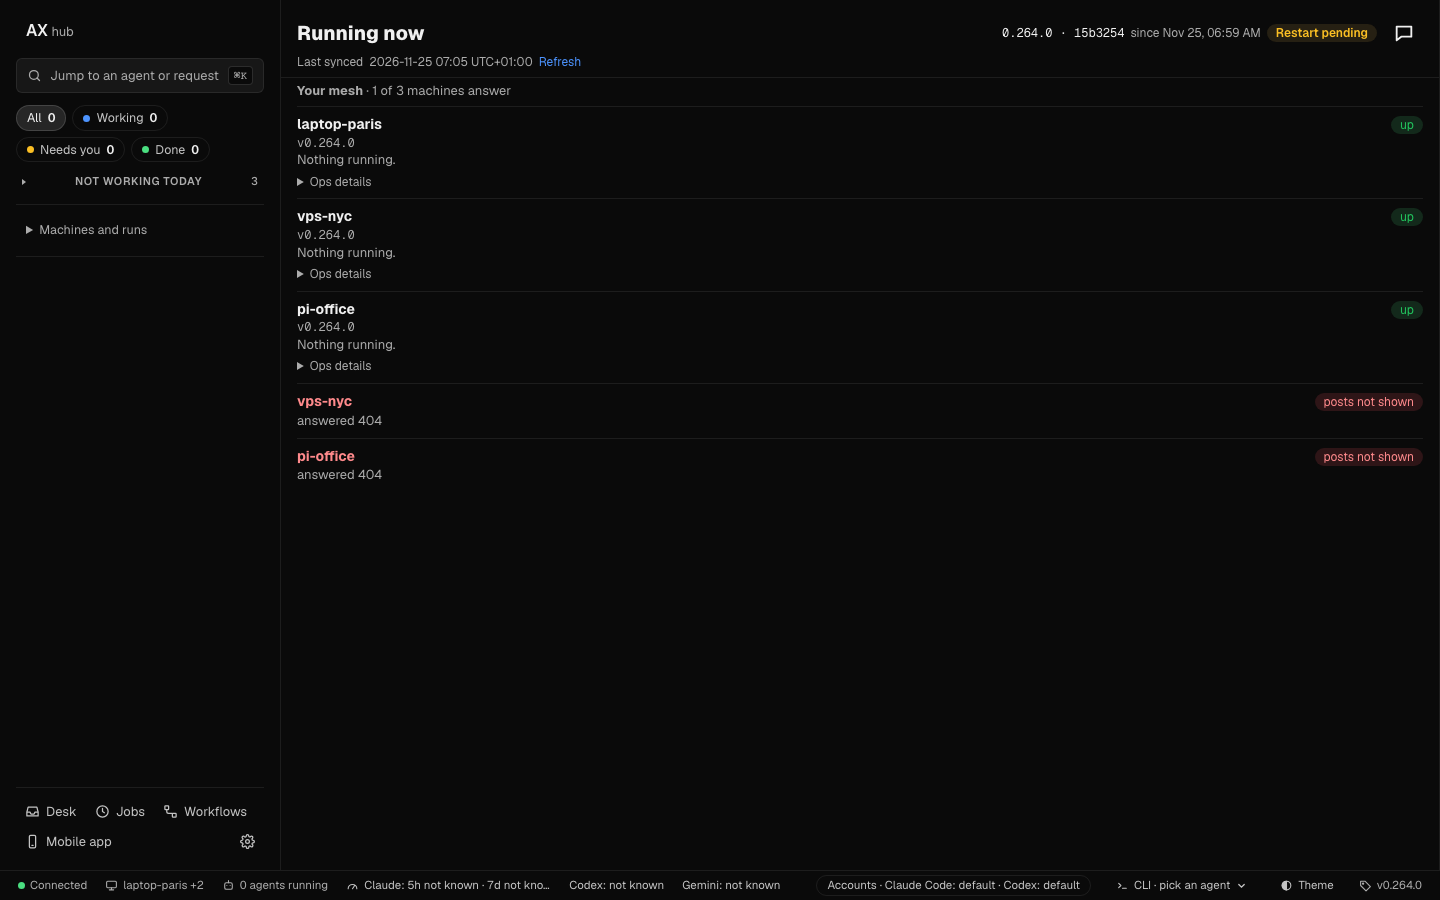 AX hub
Jump to an agent or request ⌘K
All 0
Working 0
Needs you 0
Done 0
NOT WORKING TODAY 3
Machines and runs
Desk
Jobs
Workflows
Mobile app
Running now
0.264.0 · 15b3254 since Nov 25, 06:59 AM Restart pending
Last synced 2026-11-25 07:05 UTC+01:00 Refresh
Your mesh · 1 of 3 machines answer
laptop-paris up
v0.264.0
Nothing running.
Ops details
vps-nyc up
v0.264.0
Nothing running.
Ops details
pi-office up
v0.264.0
Nothing running.
Ops details
vps-nyc posts not shown
answered 404
pi-office posts not shown
answered 404
Connected laptop-paris +2 0 agents running Claude: 5h not known · 7d not kno… Codex: not known Gemini: not known Accounts · Claude Code: default · Codex: default CLI · pick an agent Theme v0.264.0